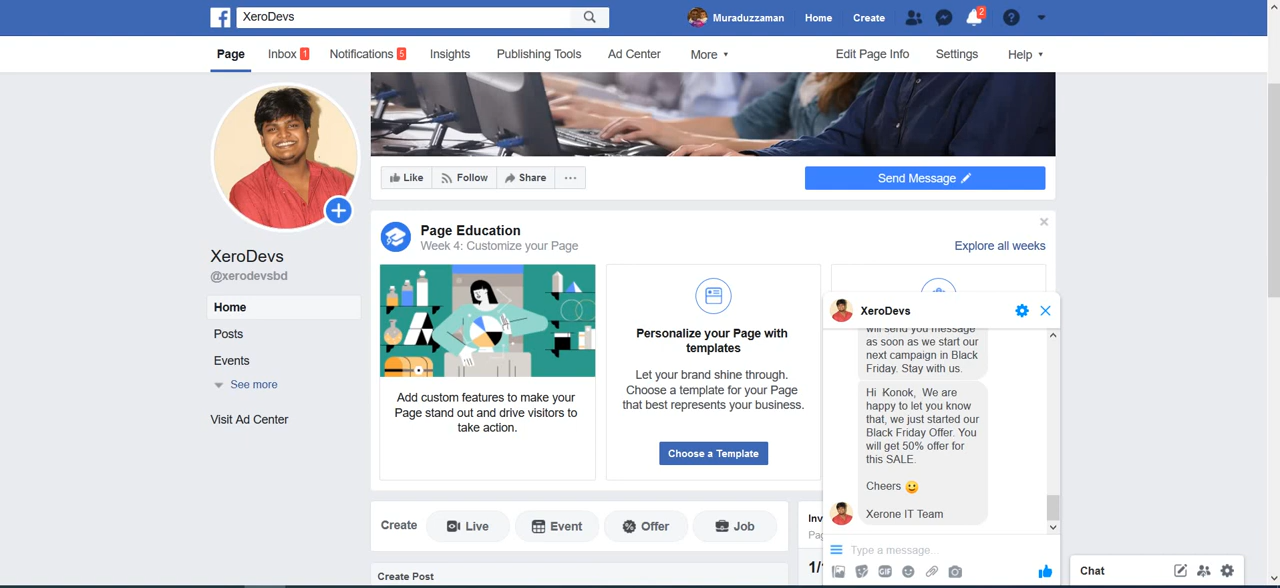 XeroDevs
Muraduzzaman
Home
Create
2
Page
Inbox 1
Notifications 5
Insights
Publishing Tools
Ad Center
More
Edit Page Info
Settings
Help
XeroDevs
@xerodevsbd
Home
Posts
Events
See more
Visit Ad Center
Like
Follow
Share
Send Message
Page Education
Week 4: Customize your Page
Explore all weeks
Add custom features to make your
Page stand out and drive visitors to
take action.
Personalize your Page with
templates
Let your brand shine through.
Choose a template for your Page
that best represents your business.
Choose a Template
Create
Live
Event
Offer
Job
Create Post
XeroDevs
will send you message
as soon as we start our
next campaign in Black
Friday. Stay with us.
Hi Konok, We are
happy to let you know
that, we just started our
Black Friday Offer. You
will get 50% offer for
this SALE.
Cheers 😀
Xerone IT Team
Type a message...
GIF
Chat